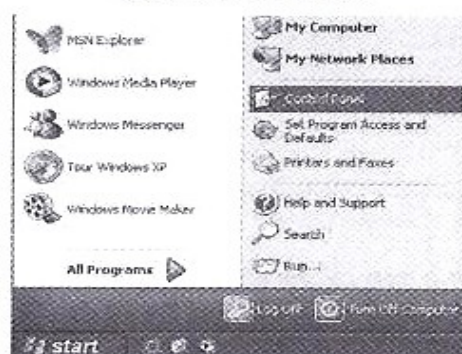 MSN Explorer
Windows Media Player
Windows Messenger
Tour Windows XP
Windows Movie Maker
All Programs
My Computer
My Network Places
Control Panel
Set Program Access and
Defaults
Printers and Faxes
Help and Support
Search
Run...
Log Off
Turn Off Computer
start